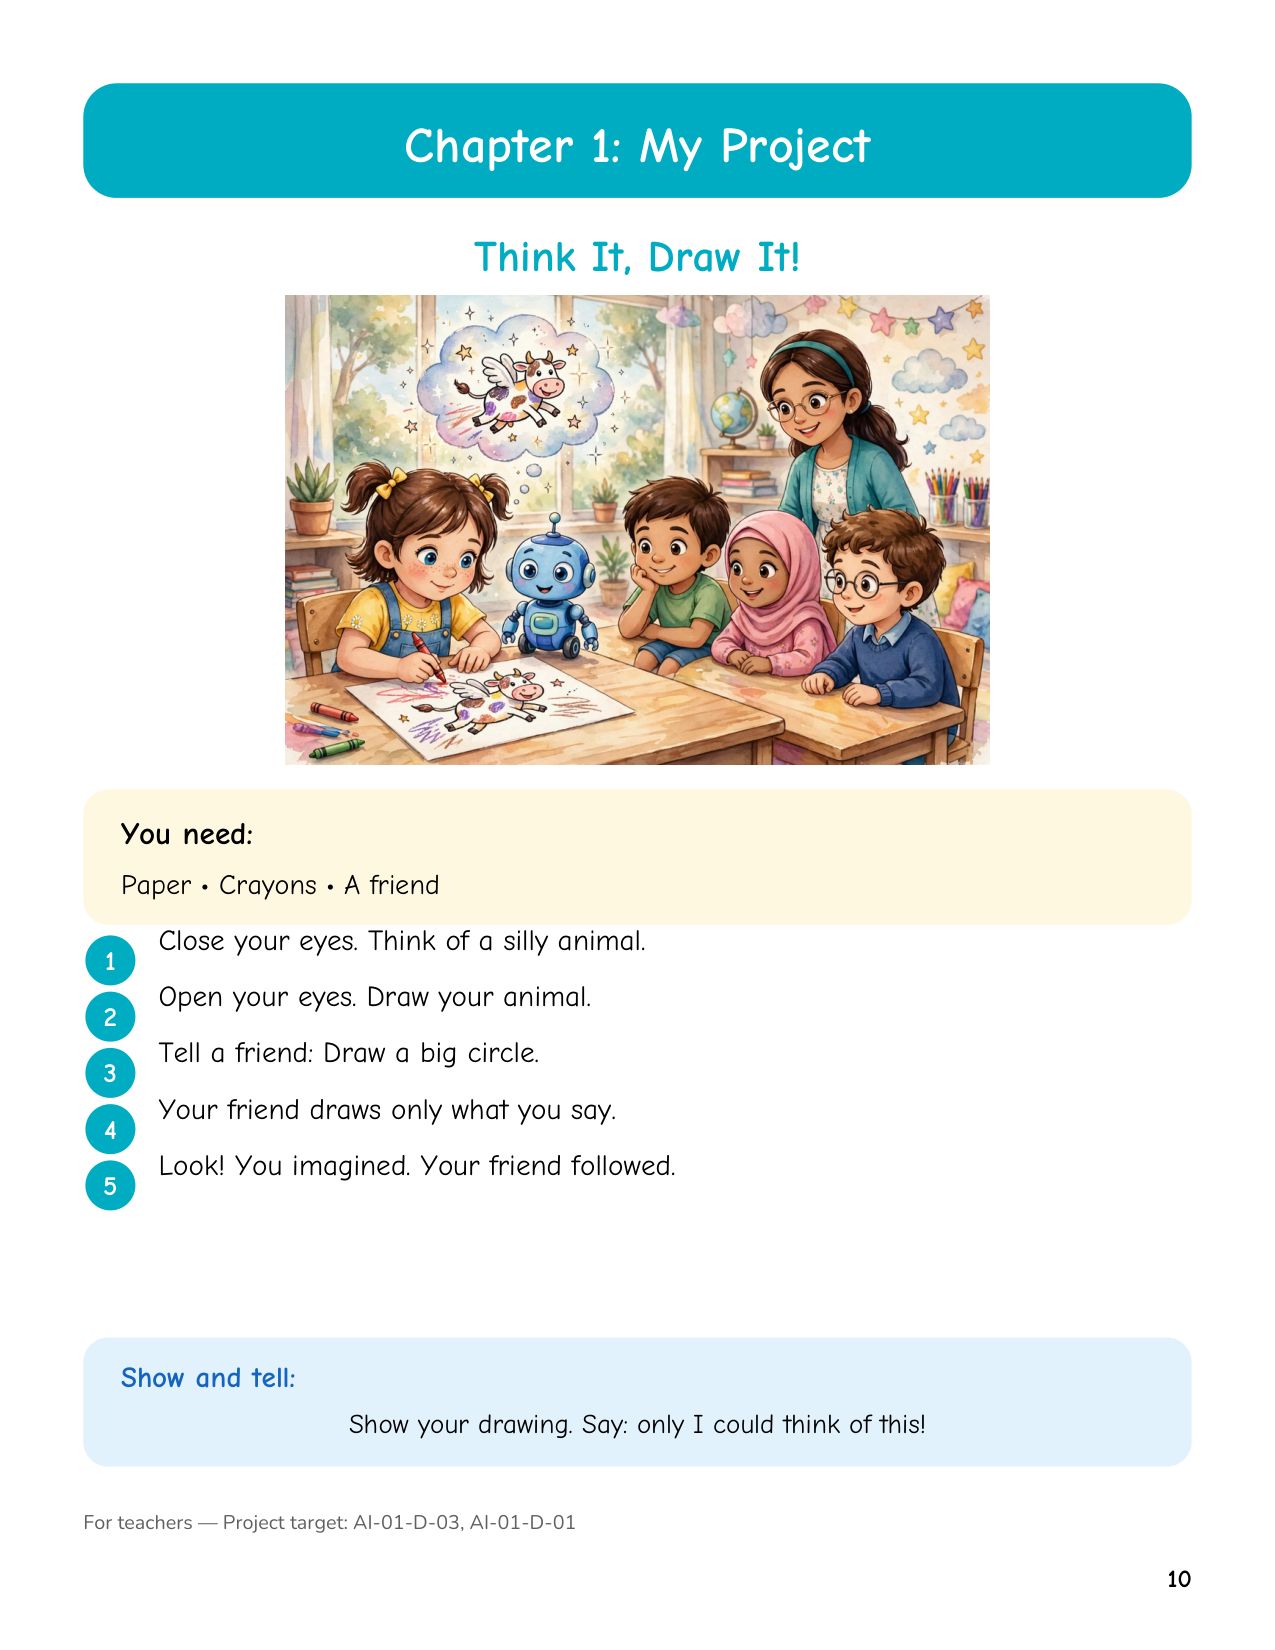 Chapter 1: My Project
Think It, Draw It!
You need:
Paper • Crayons • A friend
1 Close your eyes. Think of a silly animal.
2 Open your eyes. Draw your animal.
3 Tell a friend: Draw a big circle.
4 Your friend draws only what you say.
5 Look! You imagined. Your friend followed.
Show and tell:
Show your drawing. Say: only I could think of this!
For teachers — Project target: AI-01-D-03, AI-01-D-01
10